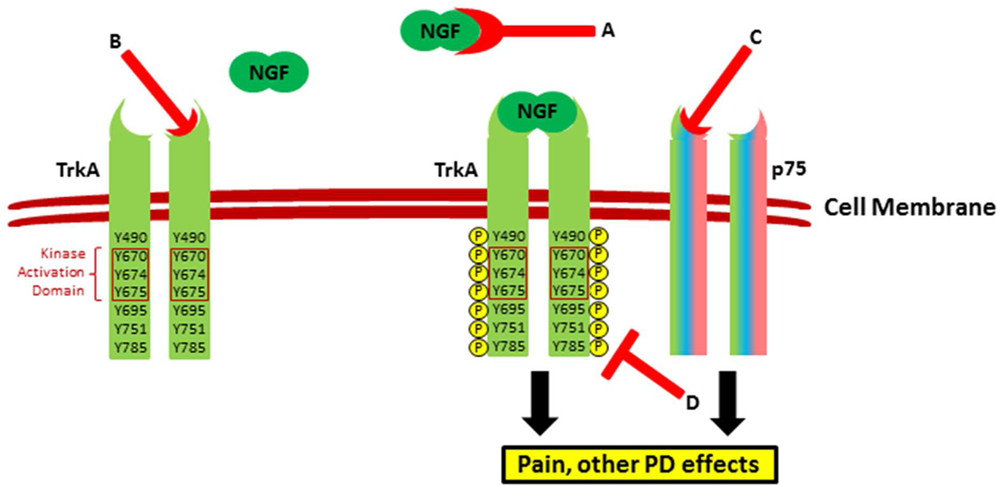 NGF
A
B
C
NGF
NGF
TrkA
TrkA
p75
Cell Membrane
Y490 Y490 P Y490 Y490 P
Kinase Y670 Y670 P Y670 Y670 P
Activation Y674 Y674 P Y674 Y674 P
Domain Y675 Y675 P Y675 Y675 P
Y695 Y695 P Y695 Y695 P
Y751 Y751 P Y751 Y751 P
Y785 Y785 P Y785 Y785 P
D
Pain, other PD effects